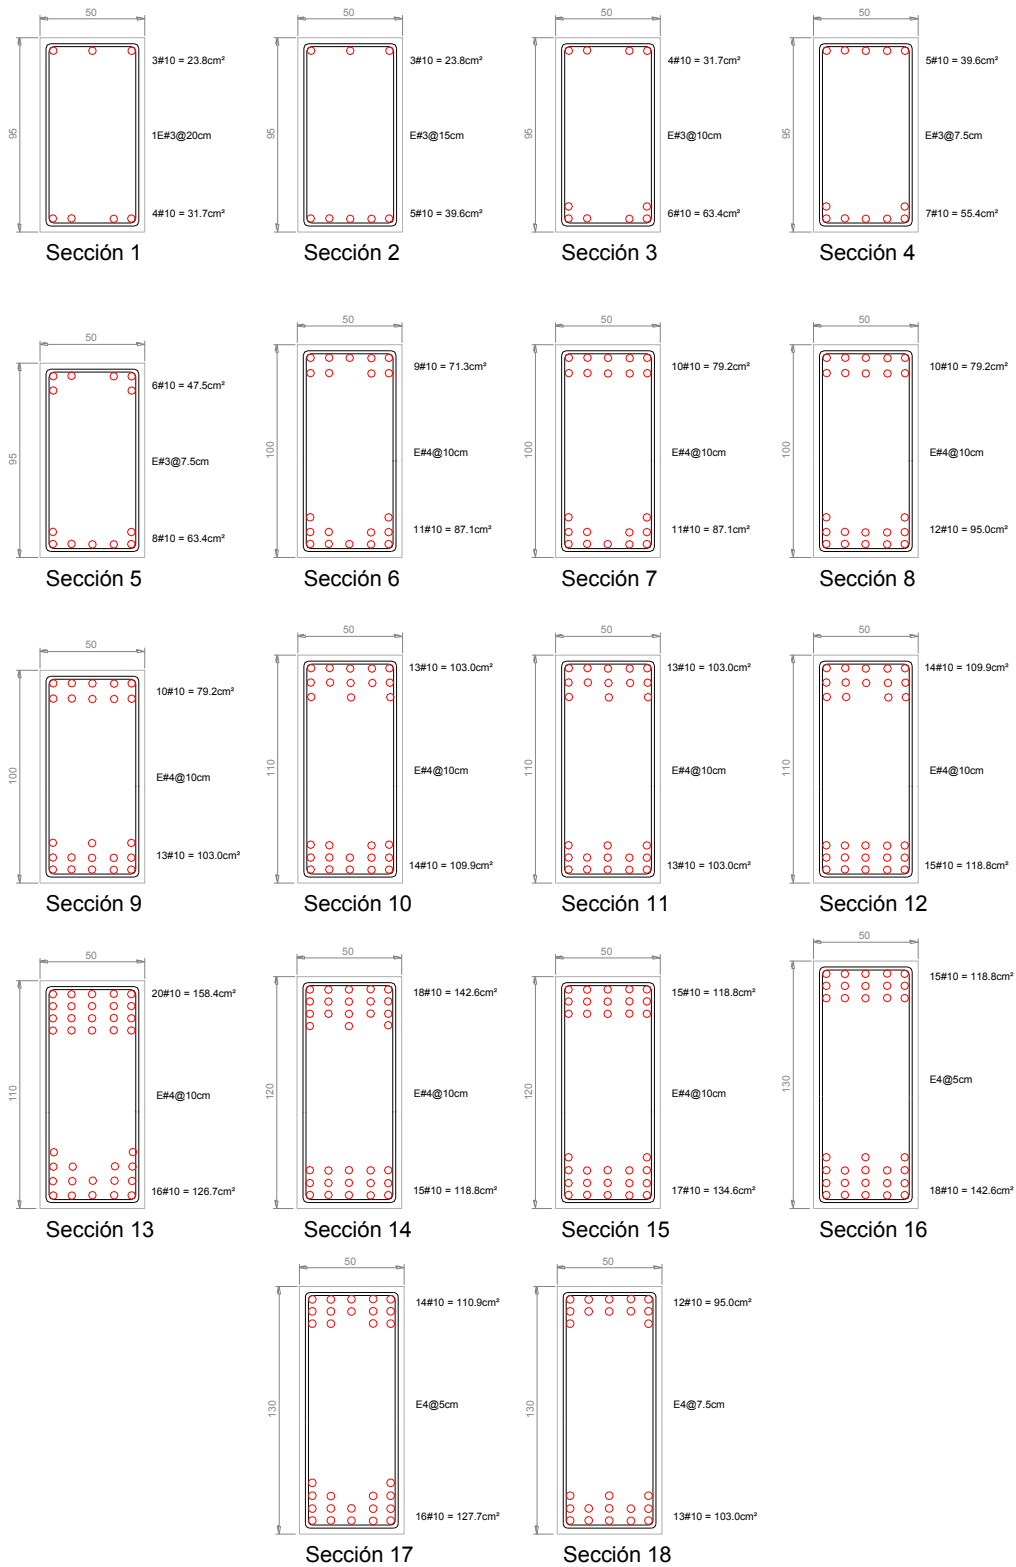 50
95
3#10 = 23.8cm²
1E#3@20cm
4#10 = 31.7cm²
Sección 1
50
95
3#10 = 23.8cm²
E#3@15cm
5#10 = 39.6cm²
Sección 2
50
95
4#10 = 31.7cm²
E#3@10cm
6#10 = 63.4cm²
Sección 3
50
95
5#10 = 39.6cm²
E#3@7.5cm
7#10 = 55.4cm²
Sección 4
50
95
6#10 = 47.5cm²
E#3@7.5cm
8#10 = 63.4cm²
Sección 5
50
100
9#10 = 71.3cm²
E#4@10cm
11#10 = 87.1cm²
Sección 6
50
100
10#10 = 79.2cm²
E#4@10cm
11#10 = 87.1cm²
Sección 7
50
100
10#10 = 79.2cm²
E#4@10cm
12#10 = 95.0cm²
Sección 8
50
100
10#10 = 79.2cm²
E#4@10cm
13#10 = 103.0cm²
Sección 9
50
110
13#10 = 103.0cm²
E#4@10cm
14#10 = 109.9cm²
Sección 10
50
110
13#10 = 103.0cm²
E#4@10cm
13#10 = 103.0cm²
Sección 11
50
110
14#10 = 109.9cm²
E#4@10cm
15#10 = 118.8cm²
Sección 12
50
110
20#10 = 158.4cm²
E#4@10cm
16#10 = 126.7cm²
Sección 13
50
120
18#10 = 142.6cm²
E#4@10cm
15#10 = 118.8cm²
Sección 14
50
120
15#10 = 118.8cm²
E#4@10cm
17#10 = 134.6cm²
Sección 15
50
130
15#10 = 118.8cm²
E4@5cm
18#10 = 142.6cm²
Sección 16
50
130
14#10 = 110.9cm²
E4@5cm
16#10 = 127.7cm²
Sección 17
50
130
12#10 = 95.0cm²
E4@7.5cm
13#10 = 103.0cm²
Sección 18